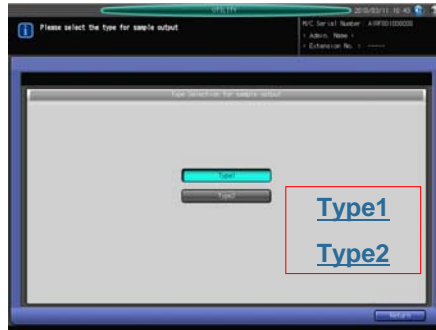 UTILITY
2010/03/11 16:43
Please select the type for sample output
M/C Serial Number
Admin. Name :
Extension No. : -----
Type Selection for sample output
Type1
Type2
Type1
Type2
Return